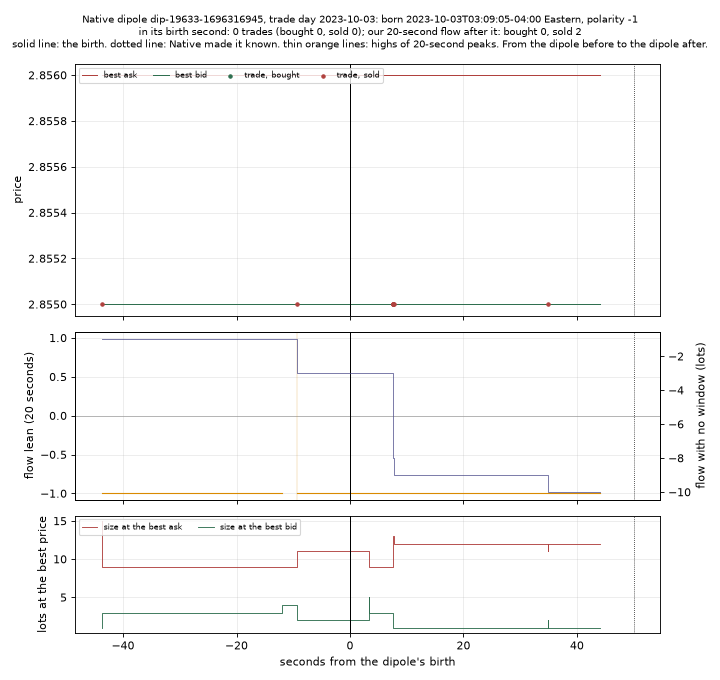 Native dipole dip-19633-1696316945, trade day 2023-10-03: born 2023-10-03T03:09:05-04:00 Eastern, polarity -1
in its birth second: 0 trades (bought 0, sold 0); our 20-second flow after it: bought 0, sold 2
solid line: the birth. dotted line: Native made it known. thin orange lines: highs of 20-second peaks. From the dipole before to the dipole after.
best ask best bid trade, bought trade, sold
2.8560
2.8558
2.8556
2.8554
2.8552
2.8550
price
1.0
0.5
0.0
−0.5
−1.0
flow lean (20 seconds)
−2
−4
−6
−8
−10
flow with no window (lots)
size at the best ask size at the best bid
15
10
5
lots at the best price
−40 −20 0 20 40
seconds from the dipole's birth